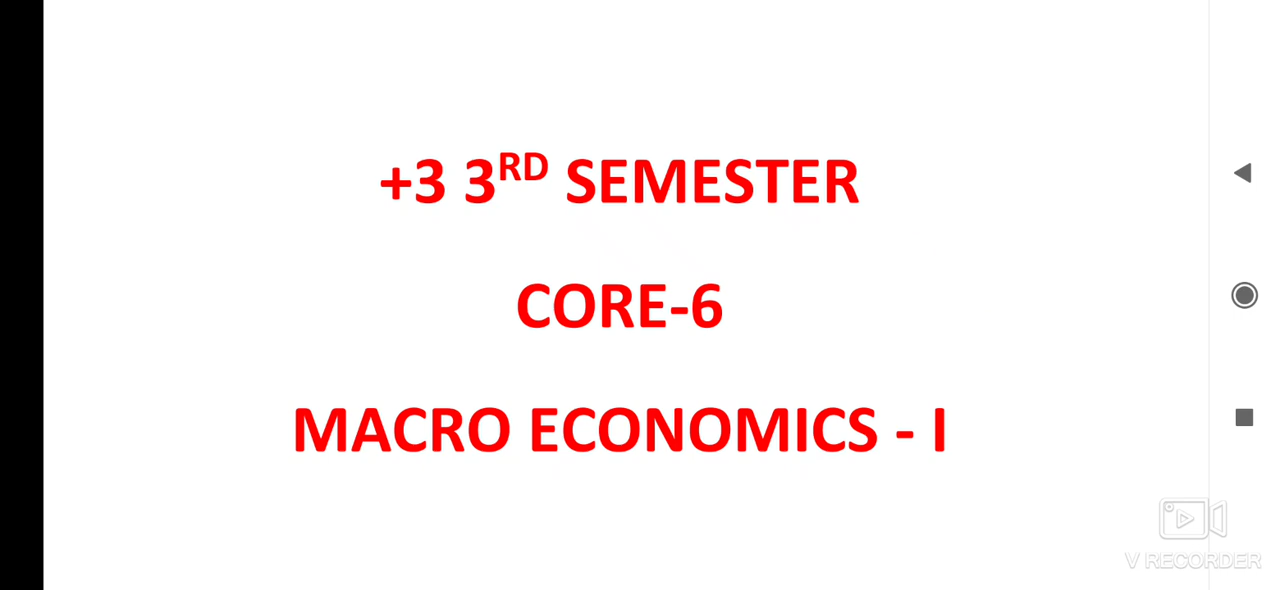 +3 3RD SEMESTER
CORE-6
MACRO ECONOMICS - I
V RECORDER